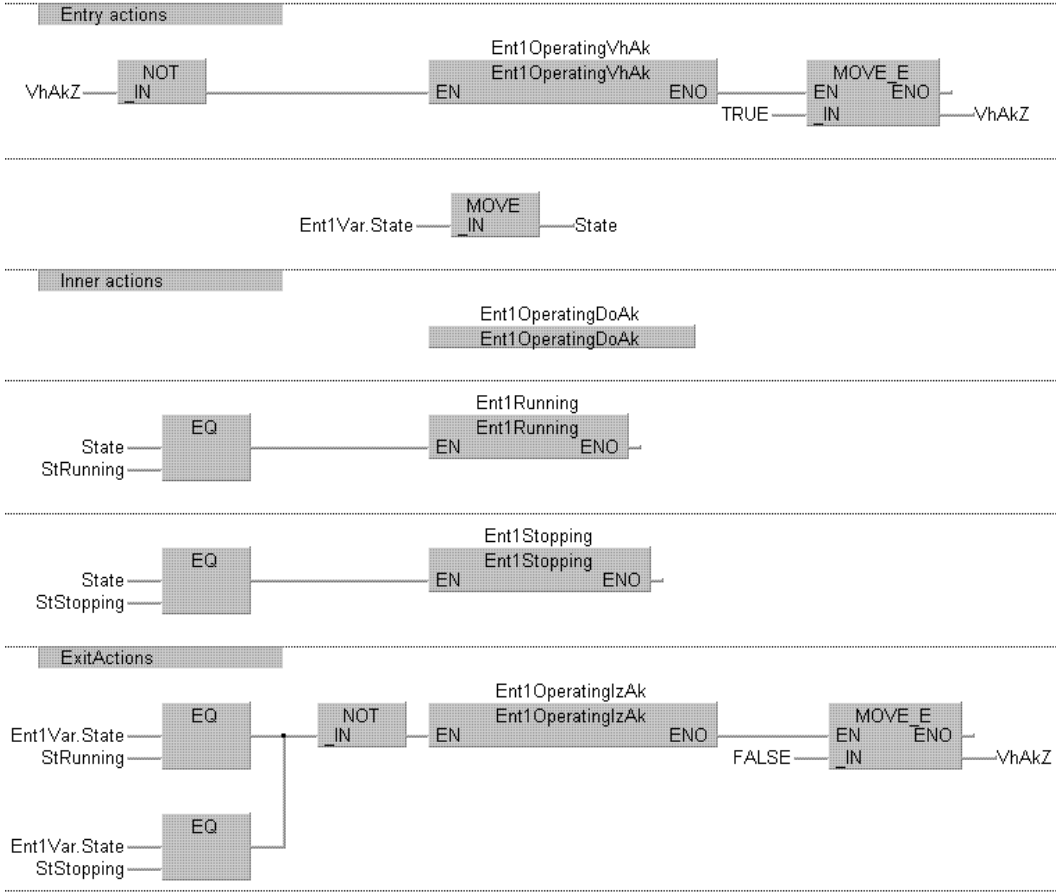 Entry actions
Ent1OperatingVhAk
NOT Ent1OperatingVhAk MOVE_E
VhAkZ _IN EN ENO EN ENO
TRUE _IN VhAkZ
MOVE
Ent1Var.State _IN State
Inner actions
Ent1OperatingDoAk
Ent1OperatingDoAk
Ent1Running
EQ Ent1Running
State EN ENO
StRunning
Ent1Stopping
EQ Ent1Stopping
State EN ENO
StStopping
ExitActions
Ent1OperatingIzAk
EQ NOT Ent1OperatingIzAk MOVE_E
Ent1Var.State _IN EN ENO EN ENO
StRunning FALSE _IN VhAkZ
EQ
Ent1Var.State
StStopping